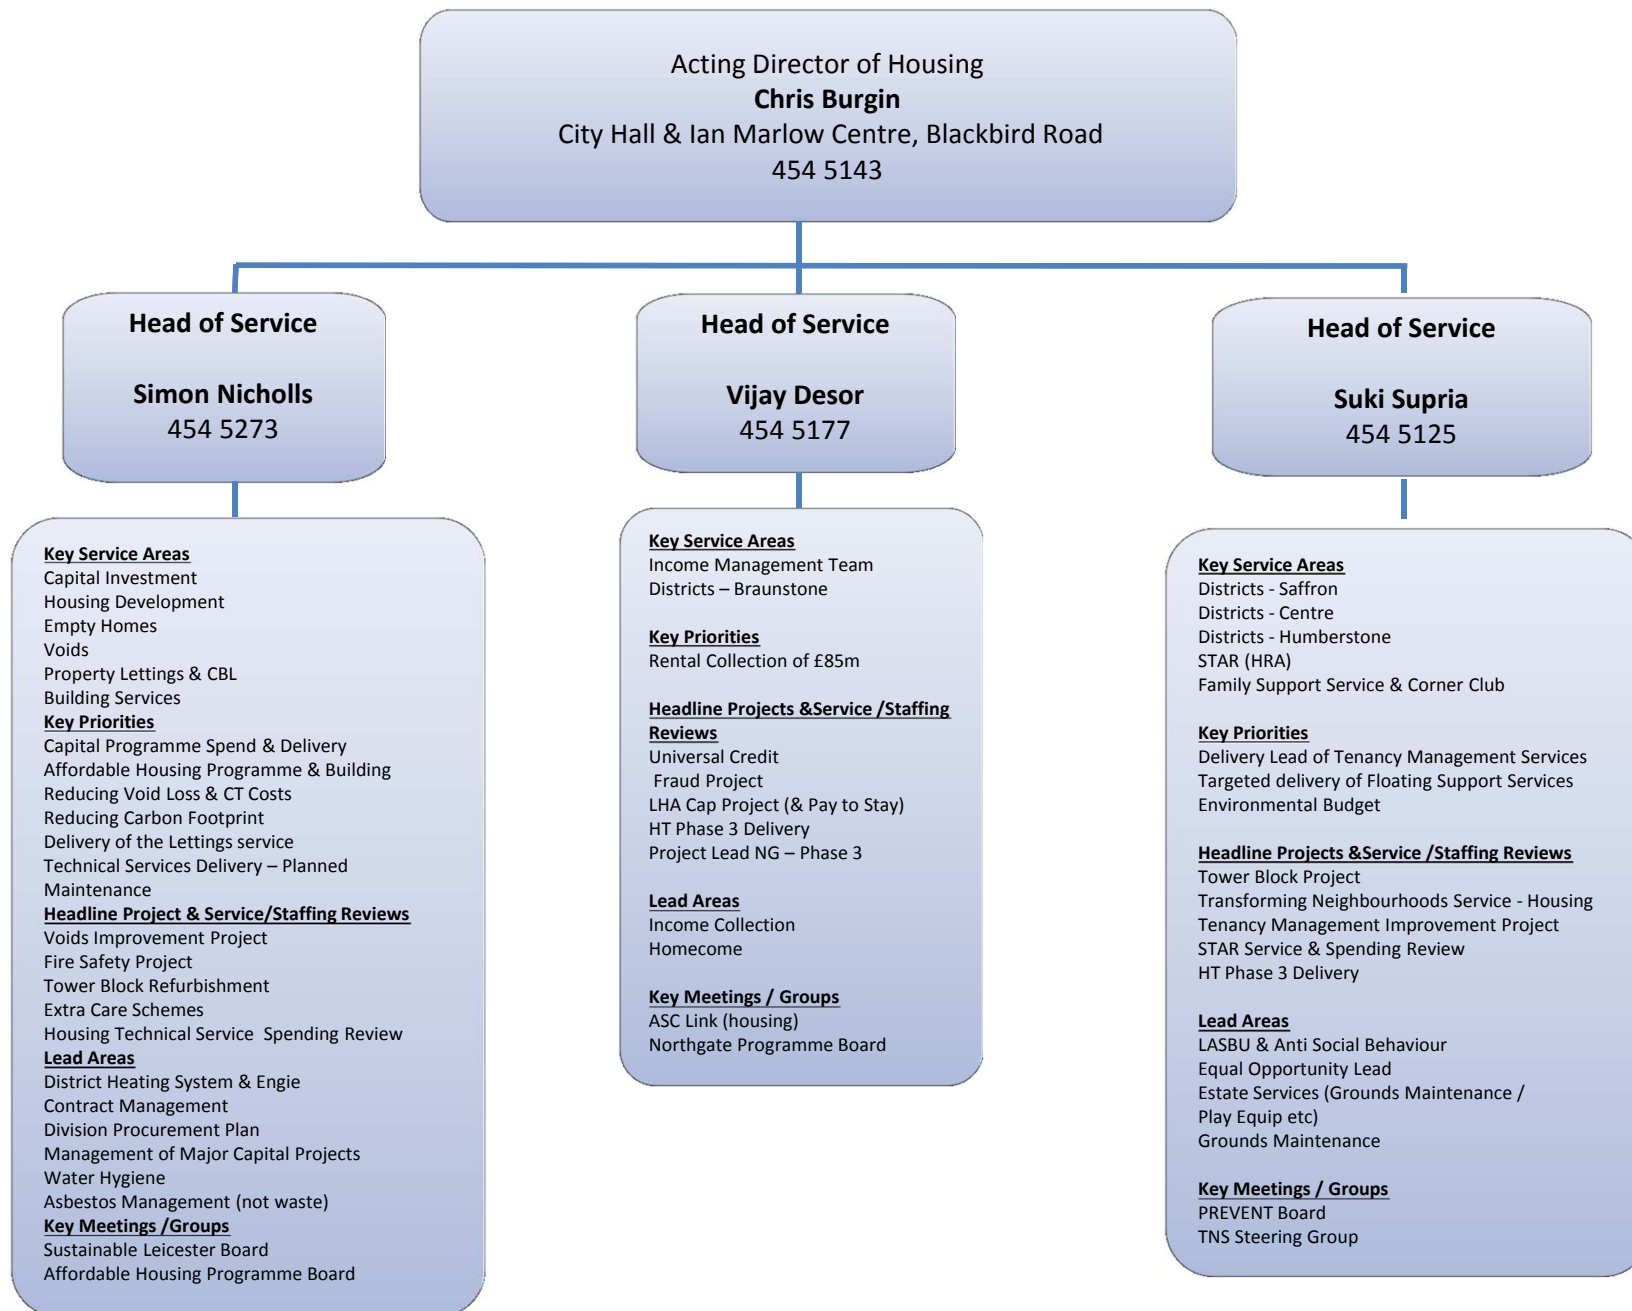 Acting Director of Housing
Chris Burgin
City Hall & Ian Marlow Centre, Blackbird Road
454 5143
Head of Service
Simon Nicholls
454 5273
Head of Service
Vijay Desor
454 5177
Head of Service
Suki Supria
454 5125
Key Service Areas
Capital Investment
Housing Development
Empty Homes
Voids
Property Lettings & CBL
Building Services
Key Priorities
Capital Programme Spend & Delivery
Affordable Housing Programme & Building
Reducing Void Loss & CT Costs
Reducing Carbon Footprint
Delivery of the Lettings service
Technical Services Delivery – Planned
Maintenance
Headline Project & Service/Staffing Reviews
Voids Improvement Project
Fire Safety Project
Tower Block Refurbishment
Extra Care Schemes
Housing Technical Service  Spending Review
Lead Areas
District Heating System & Engie
Contract Management
Division Procurement Plan
Management of Major Capital Projects
Water Hygiene
Asbestos Management (not waste)
Key Meetings /Groups
Sustainable Leicester Board
Affordable Housing Programme Board
Key Service Areas
Income Management Team
Districts – Braunstone
Key Priorities
Rental Collection of £85m
Headline Projects &Service /Staffing
Reviews
Universal Credit
Fraud Project
LHA Cap Project (& Pay to Stay)
HT Phase 3 Delivery
Project Lead NG – Phase 3
Lead Areas
Income Collection
Homecome
Key Meetings / Groups
ASC Link (housing)
Northgate Programme Board
Key Service Areas
Districts - Saffron
Districts - Centre
Districts - Humberstone
STAR (HRA)
Family Support Service & Corner Club
Key Priorities
Delivery Lead of Tenancy Management Services
Targeted delivery of Floating Support Services
Environmental Budget
Headline Projects &Service /Staffing Reviews
Tower Block Project
Transforming Neighbourhoods Service - Housing
Tenancy Management Improvement Project
STAR Service & Spending Review
HT Phase 3 Delivery
Lead Areas
LASBU & Anti Social Behaviour
Equal Opportunity Lead
Estate Services (Grounds Maintenance /
Play Equip etc)
Grounds Maintenance
Key Meetings / Groups
PREVENT Board
TNS Steering Group